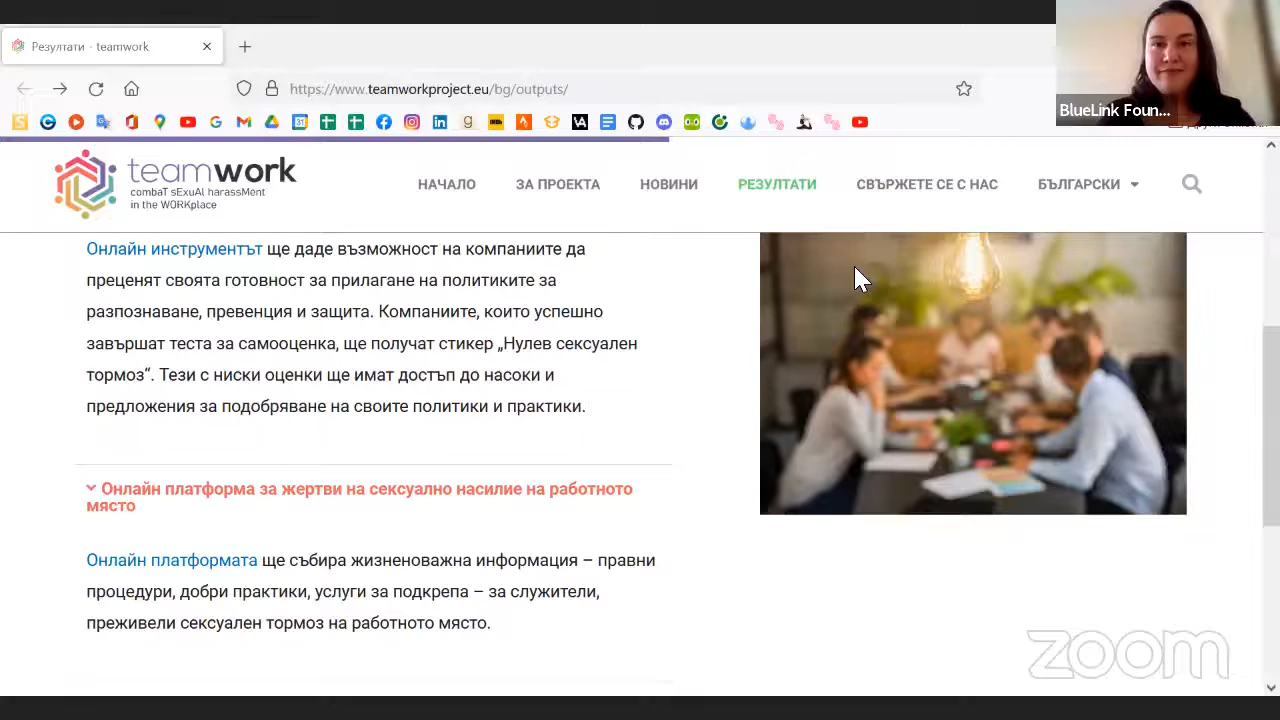 Резултати - teamwork
https://www.teamworkproject.eu/bg/outputs/
BlueLink Foun...
teamwork
combaT sExuAl harassMent
in the WORKplace
НАЧАЛО
ЗА ПРОЕКТА
НОВИНИ
РЕЗУЛТАТИ
СВЪРЖЕТЕ СЕ С НАС
БЪЛГАРСКИ
Онлайн инструментът ще даде възможност на компаниите да
преценят своята готовност за прилагане на политиките за
разпознаване, превенция и защита. Компаниите, които успешно
завършат теста за самооценка, ще получат стикер „Нулев сексуален
тормоз“. Тези с ниски оценки ще имат достъп до насоки и
предложения за подобряване на своите политики и практики.
Онлайн платформа за жертви на сексуално насилие на работното
място
Онлайн платформата ще събира жизненоважна информация – правни
процедури, добри практики, услуги за подкрепа – за служители,
преживели сексуален тормоз на работното място.
zoom